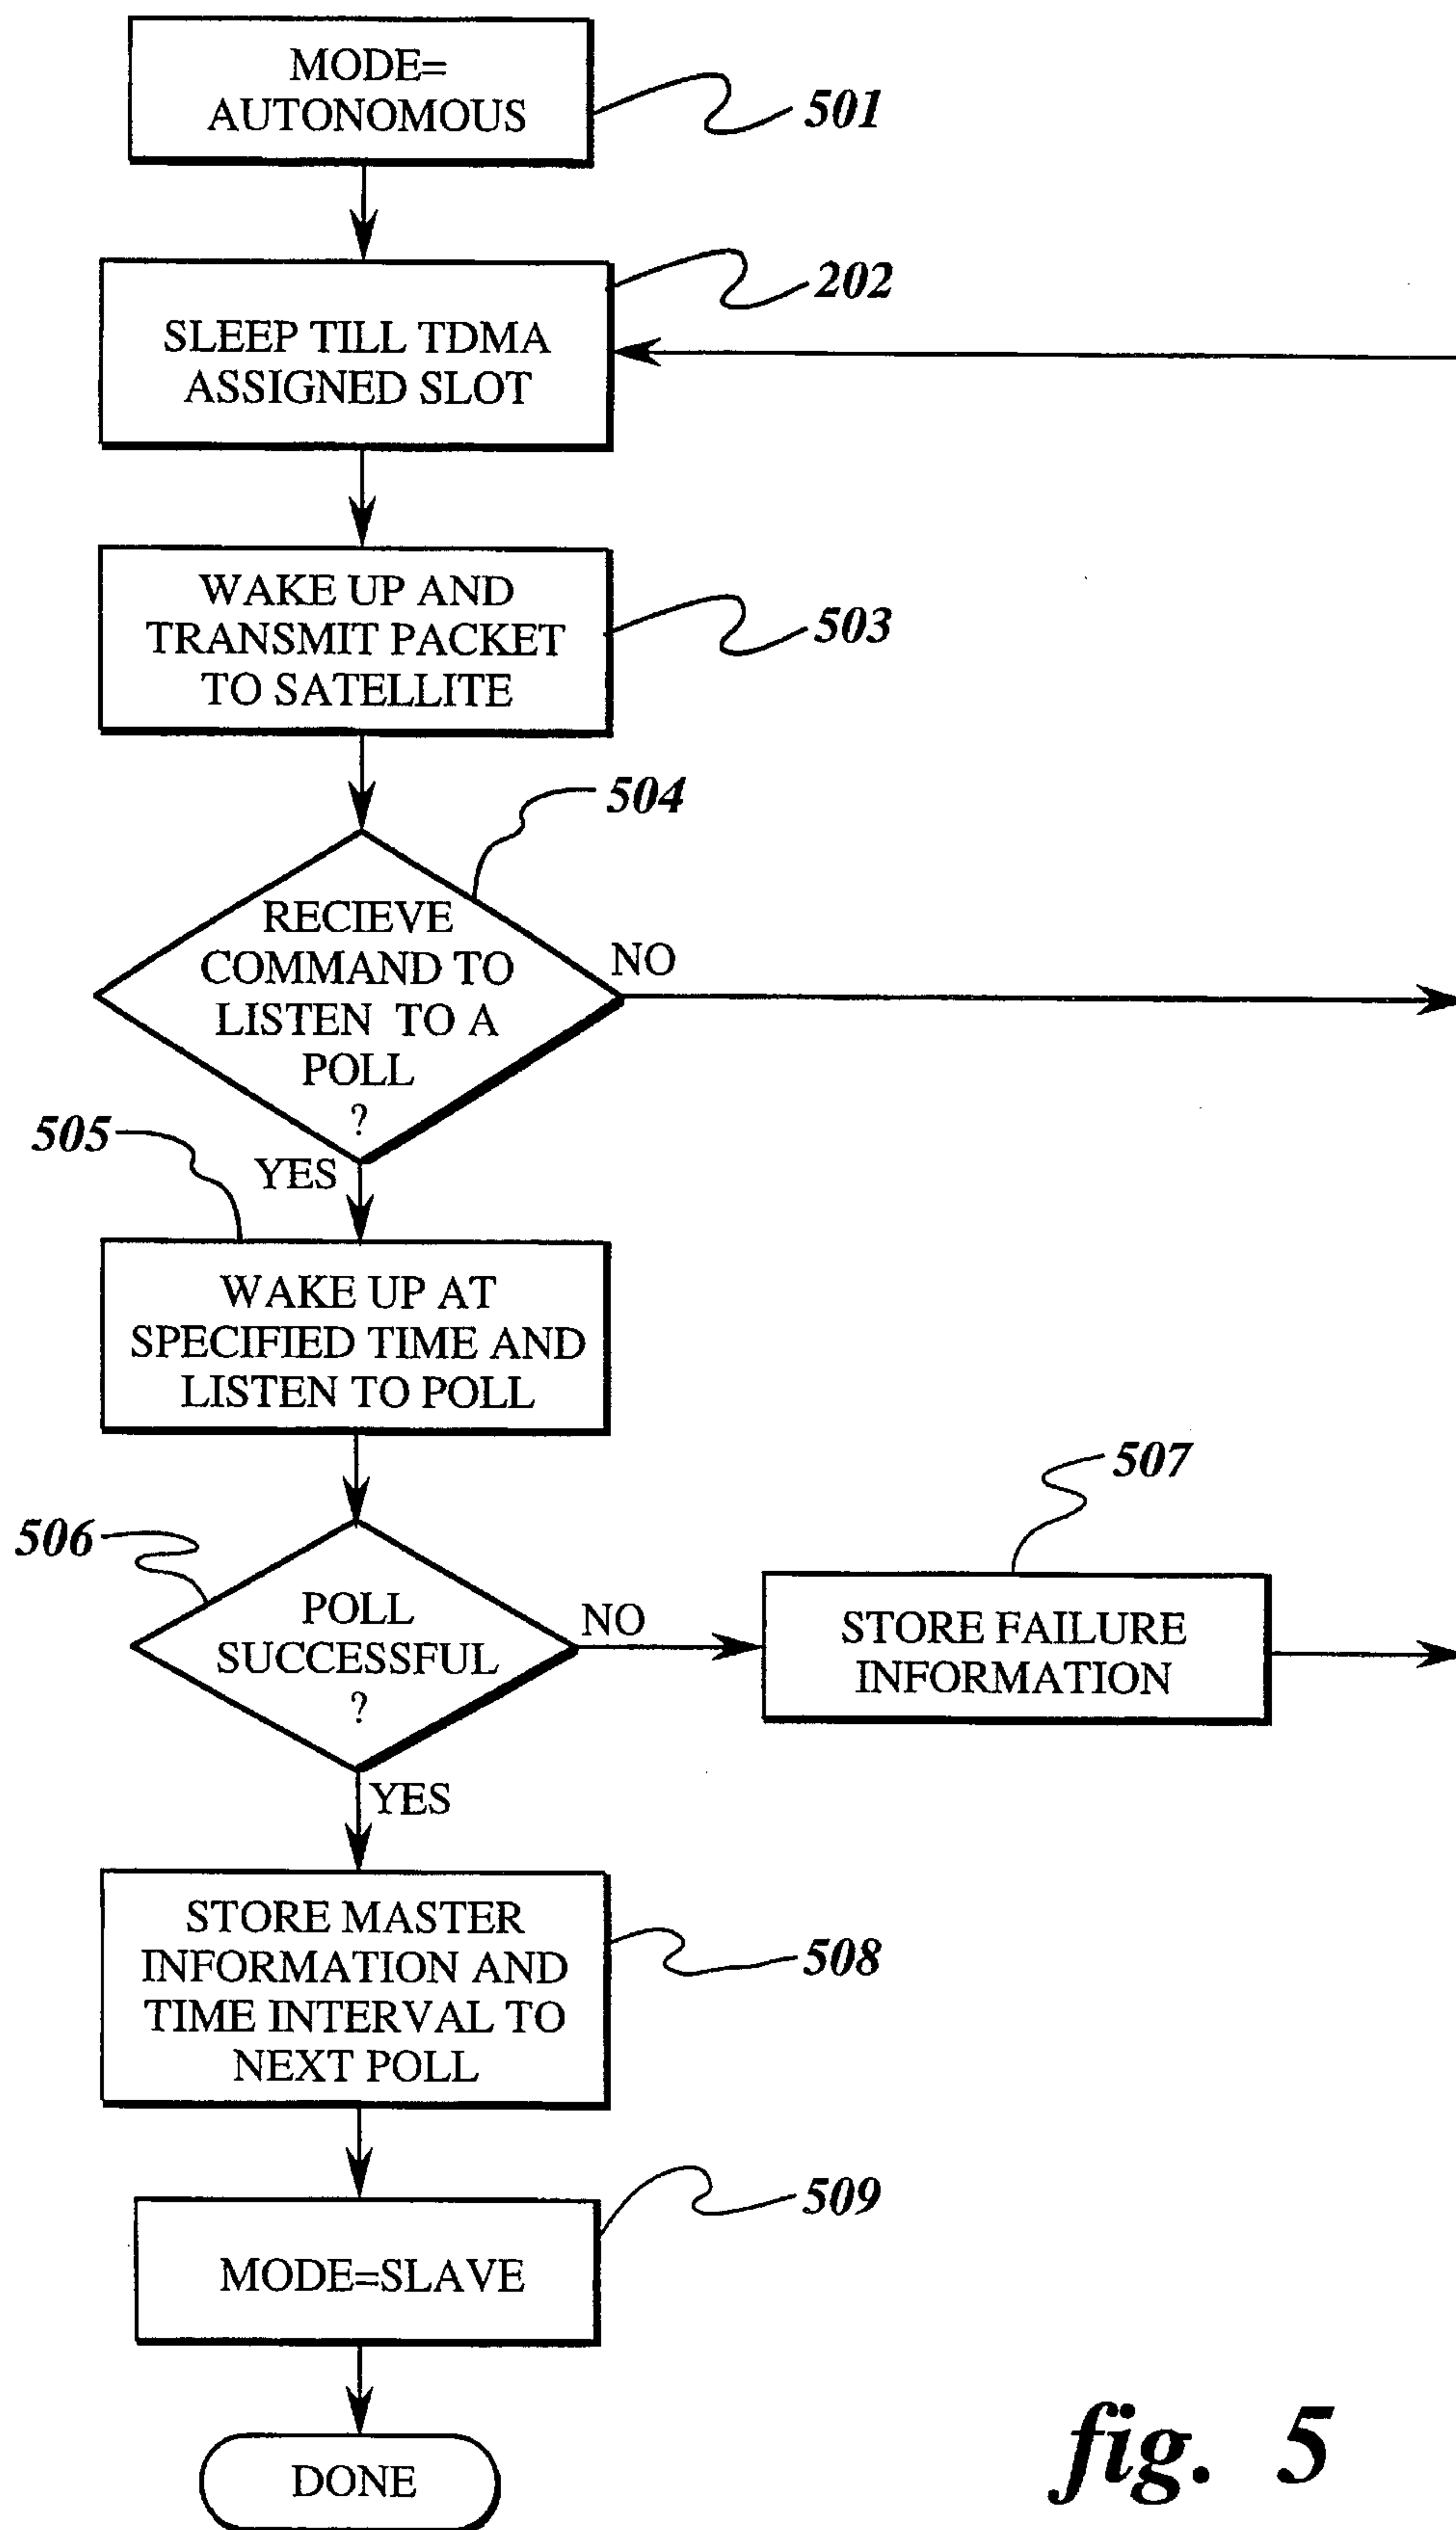 MODE=
AUTONOMOUS
501
202
SLEEP TILL TDMA
ASSIGNED SLOT
WAKE UP AND
TRANSMIT PACKET
TO SATELLITE
503
504
RECIEVE
COMMAND TO
LISTEN TO A
POLL
?
NO
YES
505
WAKE UP AT
SPECIFIED TIME AND
LISTEN TO POLL
506
POLL
SUCCESSFUL
?
NO
507
STORE FAILURE
INFORMATION
YES
STORE MASTER
INFORMATION AND
TIME INTERVAL TO
NEXT POLL
508
509
MODE=SLAVE
DONE
fig. 5